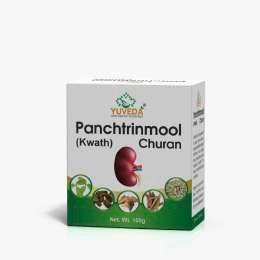 YUVEDA
Panchtrinmool
(Kwath) Churan
Net. Wt. 100g